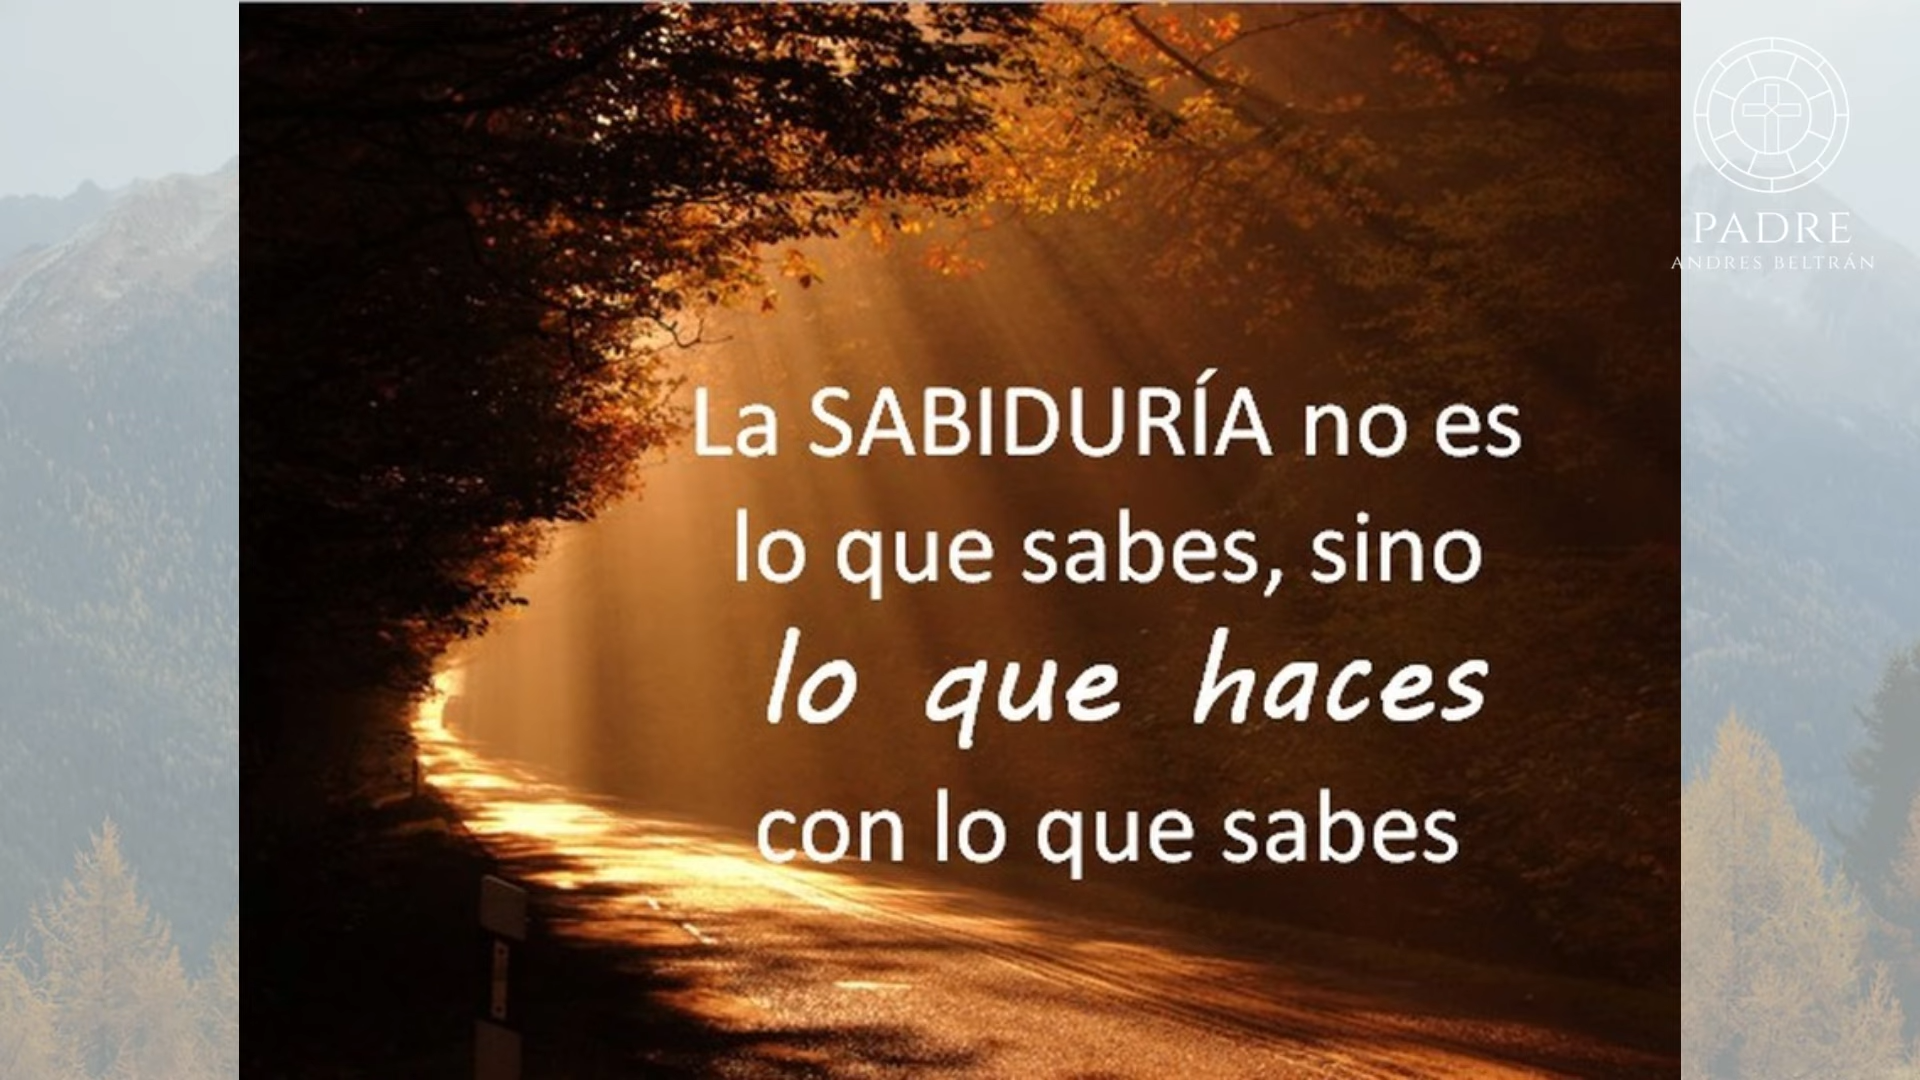 La SABIDURÍA no es
lo que sabes, sino
lo que haces
con lo que sabes
PADRE
ANDRES BELTRÁN